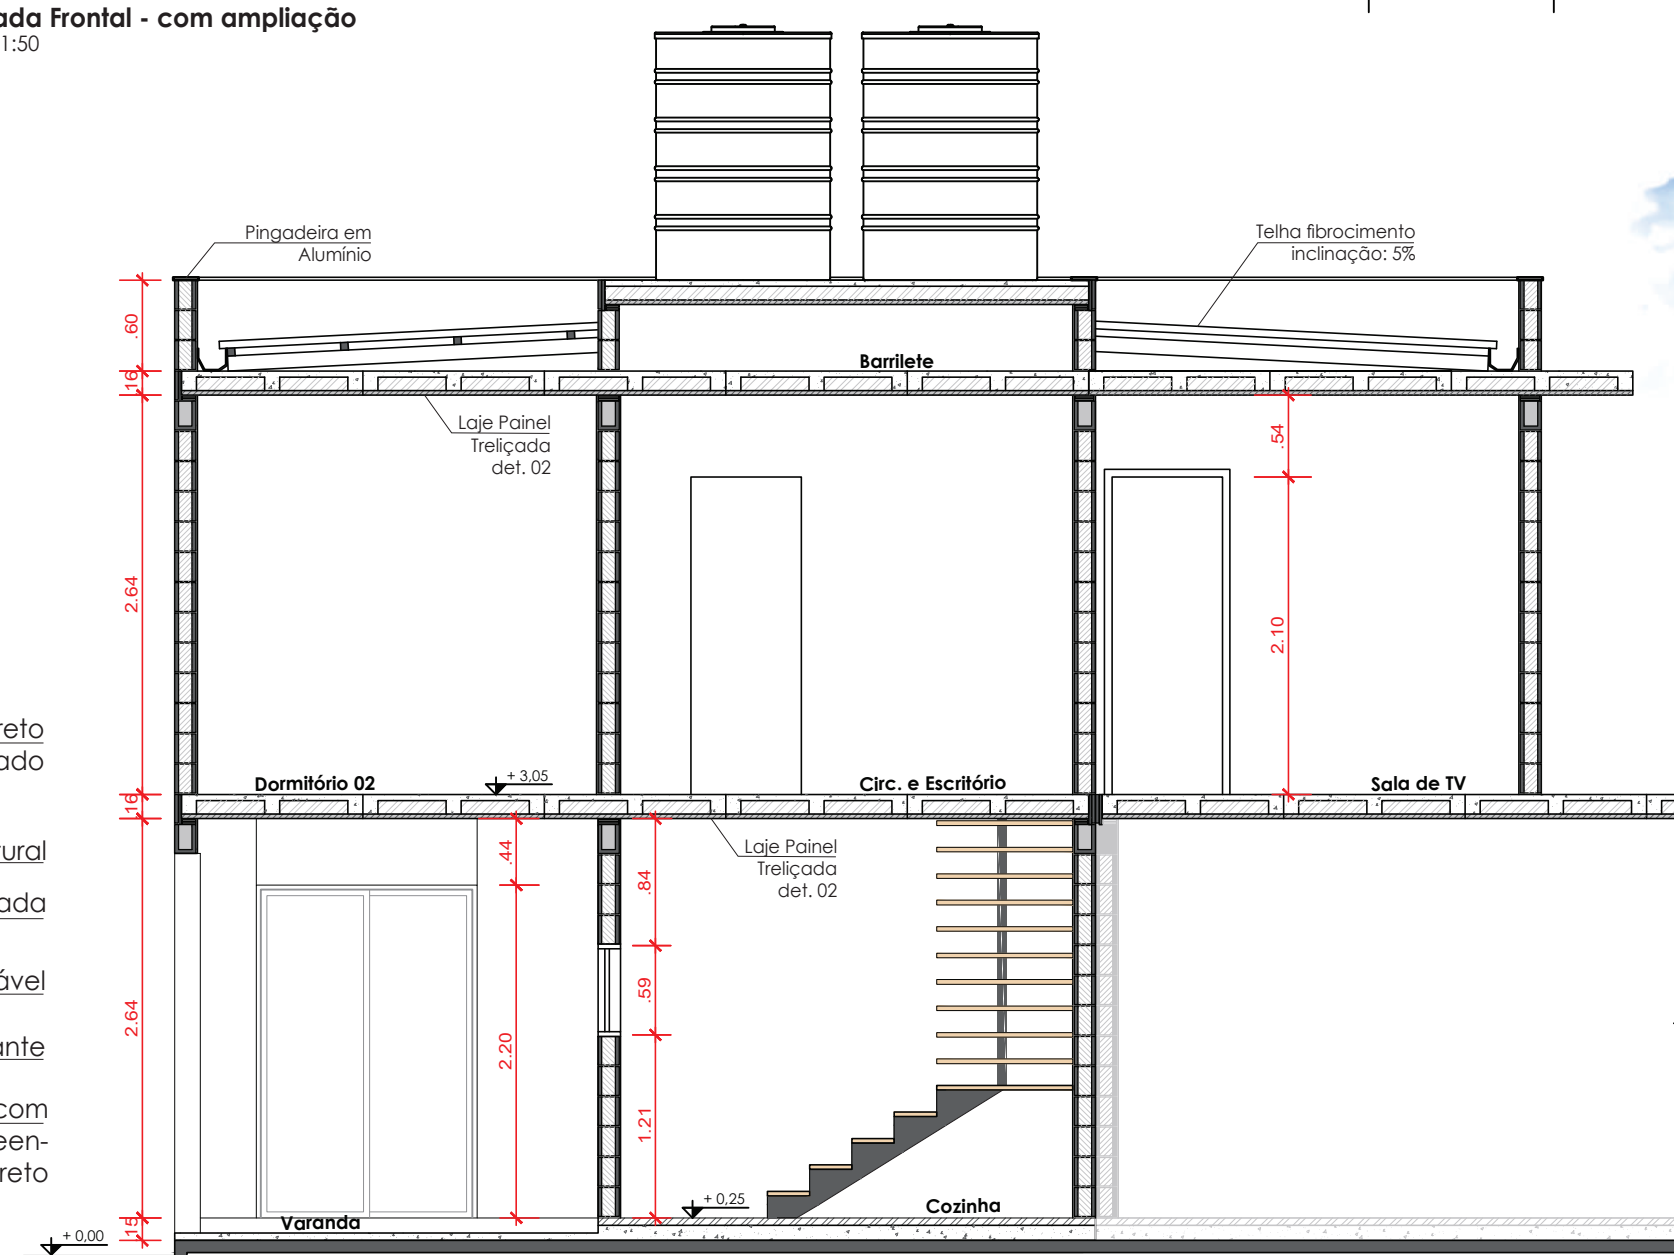 ada Frontal - com ampliação
1:50
Pingadeira em
Alumínio
Telha fibrocimento
inclinação: 5%
.60
16
Barrilete
Laje Painel
Treliçada
det. 02
.54
2.64
2.10
reto
ado
Dormitório 02
+ 3,05
Circ. e Escritório
Sala de TV
16
ural
ada
ável
ante
com
een-
reto
Laje Painel
Treliçada
det. 02
.44
.84
.59
2.64
2.20
1.21
+ 0,25
Cozinha
Varanda
15
+ 0,00